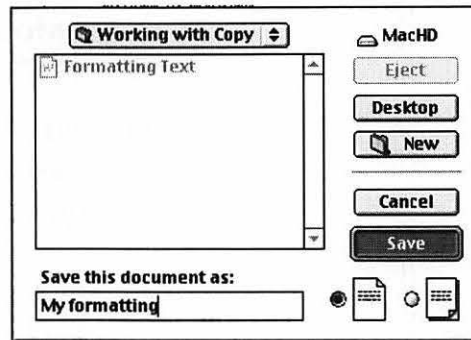 Working with Copy
MacHD
Formatting Text
Eject
Desktop
New
Cancel
Save
Save this document as:
My formatting